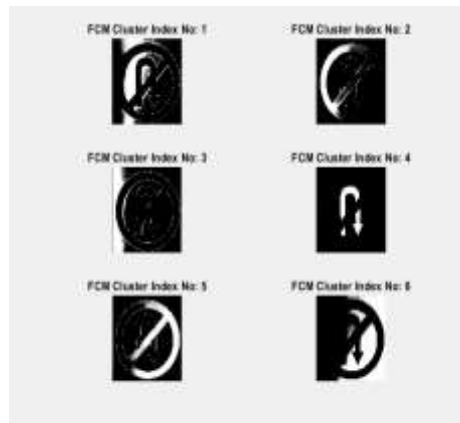 FCM Cluster Index No: 1
FCM Cluster Index No: 2
FCM Cluster Index No: 3
FCM Cluster Index No: 4
FCM Cluster Index No: 5
FCM Cluster Index No: 6